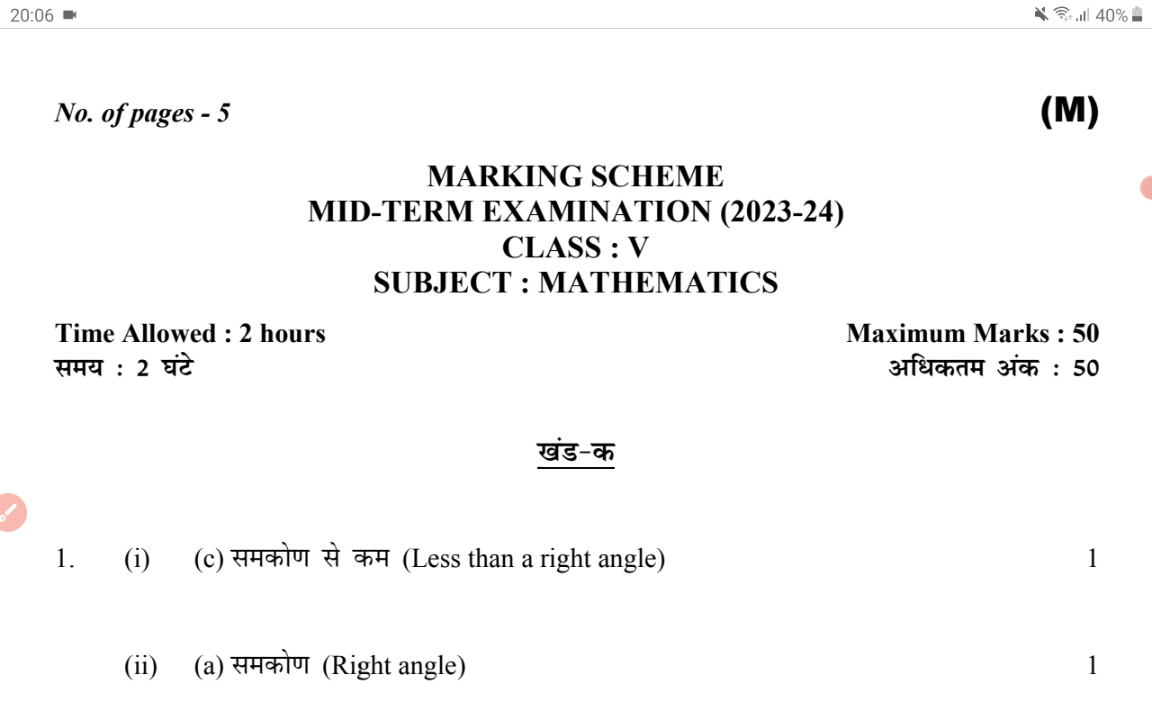 20:06 40%
No. of pages - 5 (M)
MARKING SCHEME
MID-TERM EXAMINATION (2023-24)
CLASS : V
SUBJECT : MATHEMATICS
Time Allowed : 2 hours Maximum Marks : 50
समय : 2 घंटे अधिकतम अंक : 50
खंड-क
1. (i) (c) समकोण से कम (Less than a right angle) 1
(ii) (a) समकोण (Right angle) 1